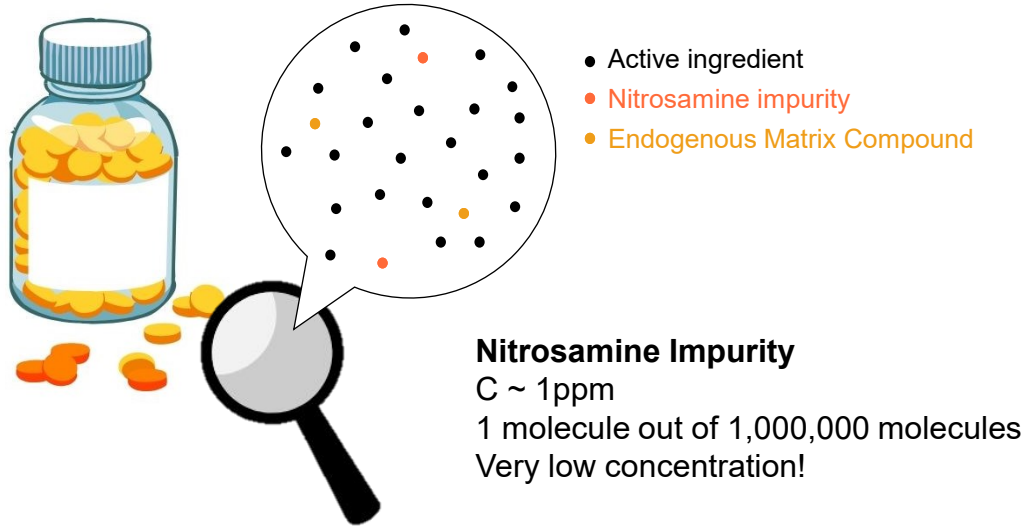 Active ingredient
Nitrosamine impurity
Endogenous Matrix Compound
Nitrosamine Impurity
C ~ 1ppm
1 molecule out of 1,000,000 molecules
Very low concentration!